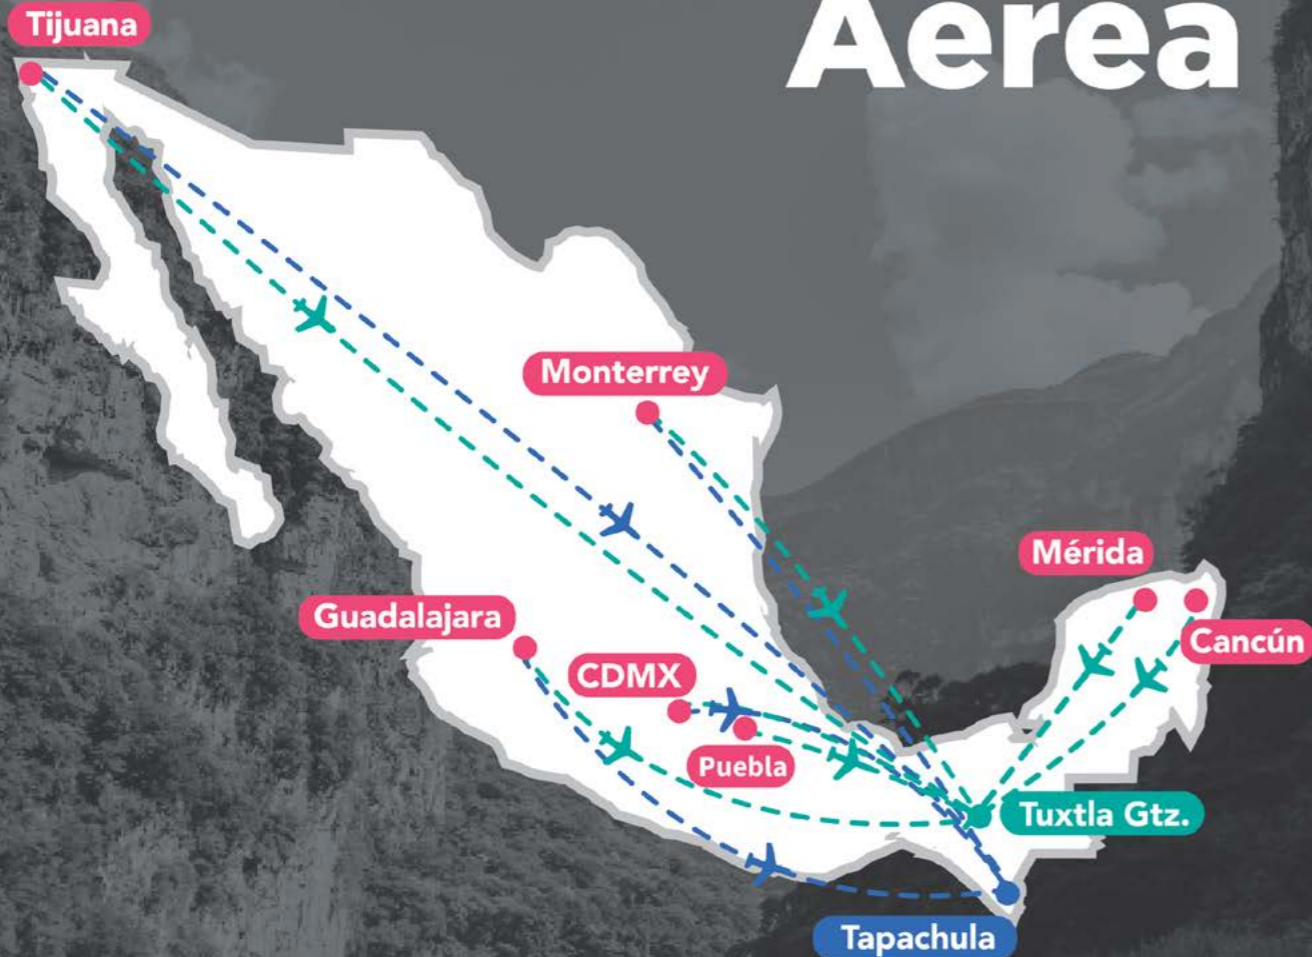 Aerea
Tijuana
Monterrey
Mérida
Guadalajara
Cancún
CDMX
Puebla
Tuxtla Gtz.
Tapachula